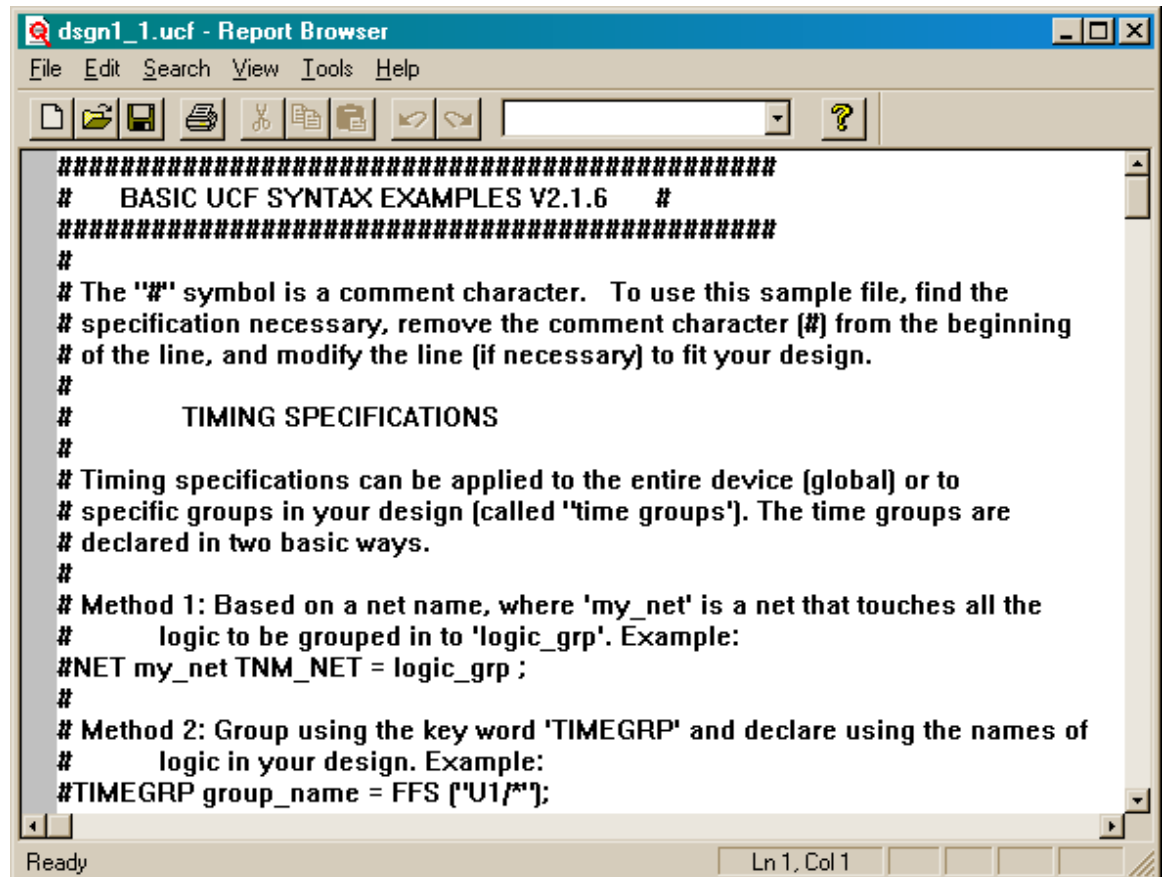 dsgn1_1.ucf - Report Browser
File Edit Search View Tools Help
##############################################
# BASIC UCF SYNTAX EXAMPLES V2.1.6 #
##############################################
#
# The "#" symbol is a comment character. To use this sample file, find the
# specification necessary, remove the comment character (#) from the beginning
# of the line, and modify the line (if necessary) to fit your design.
#
# TIMING SPECIFICATIONS
#
# Timing specifications can be applied to the entire device (global) or to
# specific groups in your design (called "time groups'). The time groups are
# declared in two basic ways.
#
# Method 1: Based on a net name, where 'my_net' is a net that touches all the
# logic to be grouped in to 'logic_grp'. Example:
#NET my_net TNM_NET = logic_grp ;
#
# Method 2: Group using the key word 'TIMEGRP' and declare using the names of
# logic in your design. Example:
#TIMEGRP group_name = FFS ("U1/*");
Ready Ln 1, Col 1